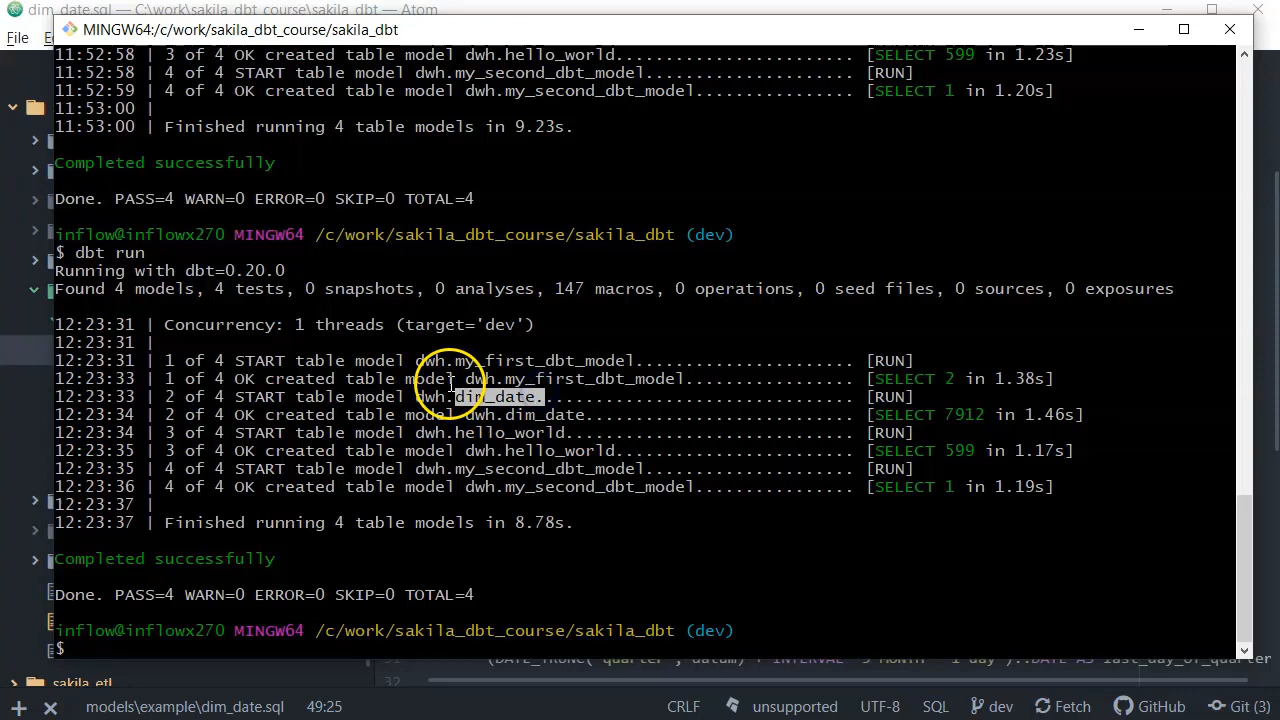 dim_date.sql — C:\work\sakila_dbt_course\sakila_dbt — Atom
File
MINGW64:/c/work/sakila_dbt_course/sakila_dbt
11:52:58 | 3 of 4 OK created table model dwh.hello_world........................ [SELECT 599 in 1.23s]
11:52:58 | 4 of 4 START table model dwh.my_second_dbt_model..................... [RUN]
11:52:59 | 4 of 4 OK created table model dwh.my_second_dbt_model................ [SELECT 1 in 1.20s]
11:53:00 |
11:53:00 | Finished running 4 table models in 9.23s.
Completed successfully
Done. PASS=4 WARN=0 ERROR=0 SKIP=0 TOTAL=4
inflow@inflowx270 MINGW64 /c/work/sakila_dbt_course/sakila_dbt (dev)
$ dbt run
Running with dbt=0.20.0
Found 4 models, 4 tests, 0 snapshots, 0 analyses, 147 macros, 0 operations, 0 seed files, 0 sources, 0 exposures
12:23:31 | Concurrency: 1 threads (target='dev')
12:23:31 |
12:23:31 | 1 of 4 START table model dwh.my_first_dbt_model...................... [RUN]
12:23:33 | 1 of 4 OK created table model dwh.my_first_dbt_model................. [SELECT 2 in 1.38s]
12:23:33 | 2 of 4 START table model dwh.dim_date................................ [RUN]
12:23:34 | 2 of 4 OK created table model dwh.dim_date........................... [SELECT 7912 in 1.46s]
12:23:34 | 3 of 4 START table model dwh.hello_world............................. [RUN]
12:23:35 | 3 of 4 OK created table model dwh.hello_world........................ [SELECT 599 in 1.17s]
12:23:35 | 4 of 4 START table model dwh.my_second_dbt_model..................... [RUN]
12:23:36 | 4 of 4 OK created table model dwh.my_second_dbt_model................ [SELECT 1 in 1.19s]
12:23:37 |
12:23:37 | Finished running 4 table models in 8.78s.
Completed successfully
Done. PASS=4 WARN=0 ERROR=0 SKIP=0 TOTAL=4
inflow@inflowx270 MINGW64 /c/work/sakila_dbt_course/sakila_dbt (dev)
$
32
sakila_etl
models\example\dim_date.sql 49:25 CRLF unsupported UTF-8 SQL dev Fetch GitHub Git (3)